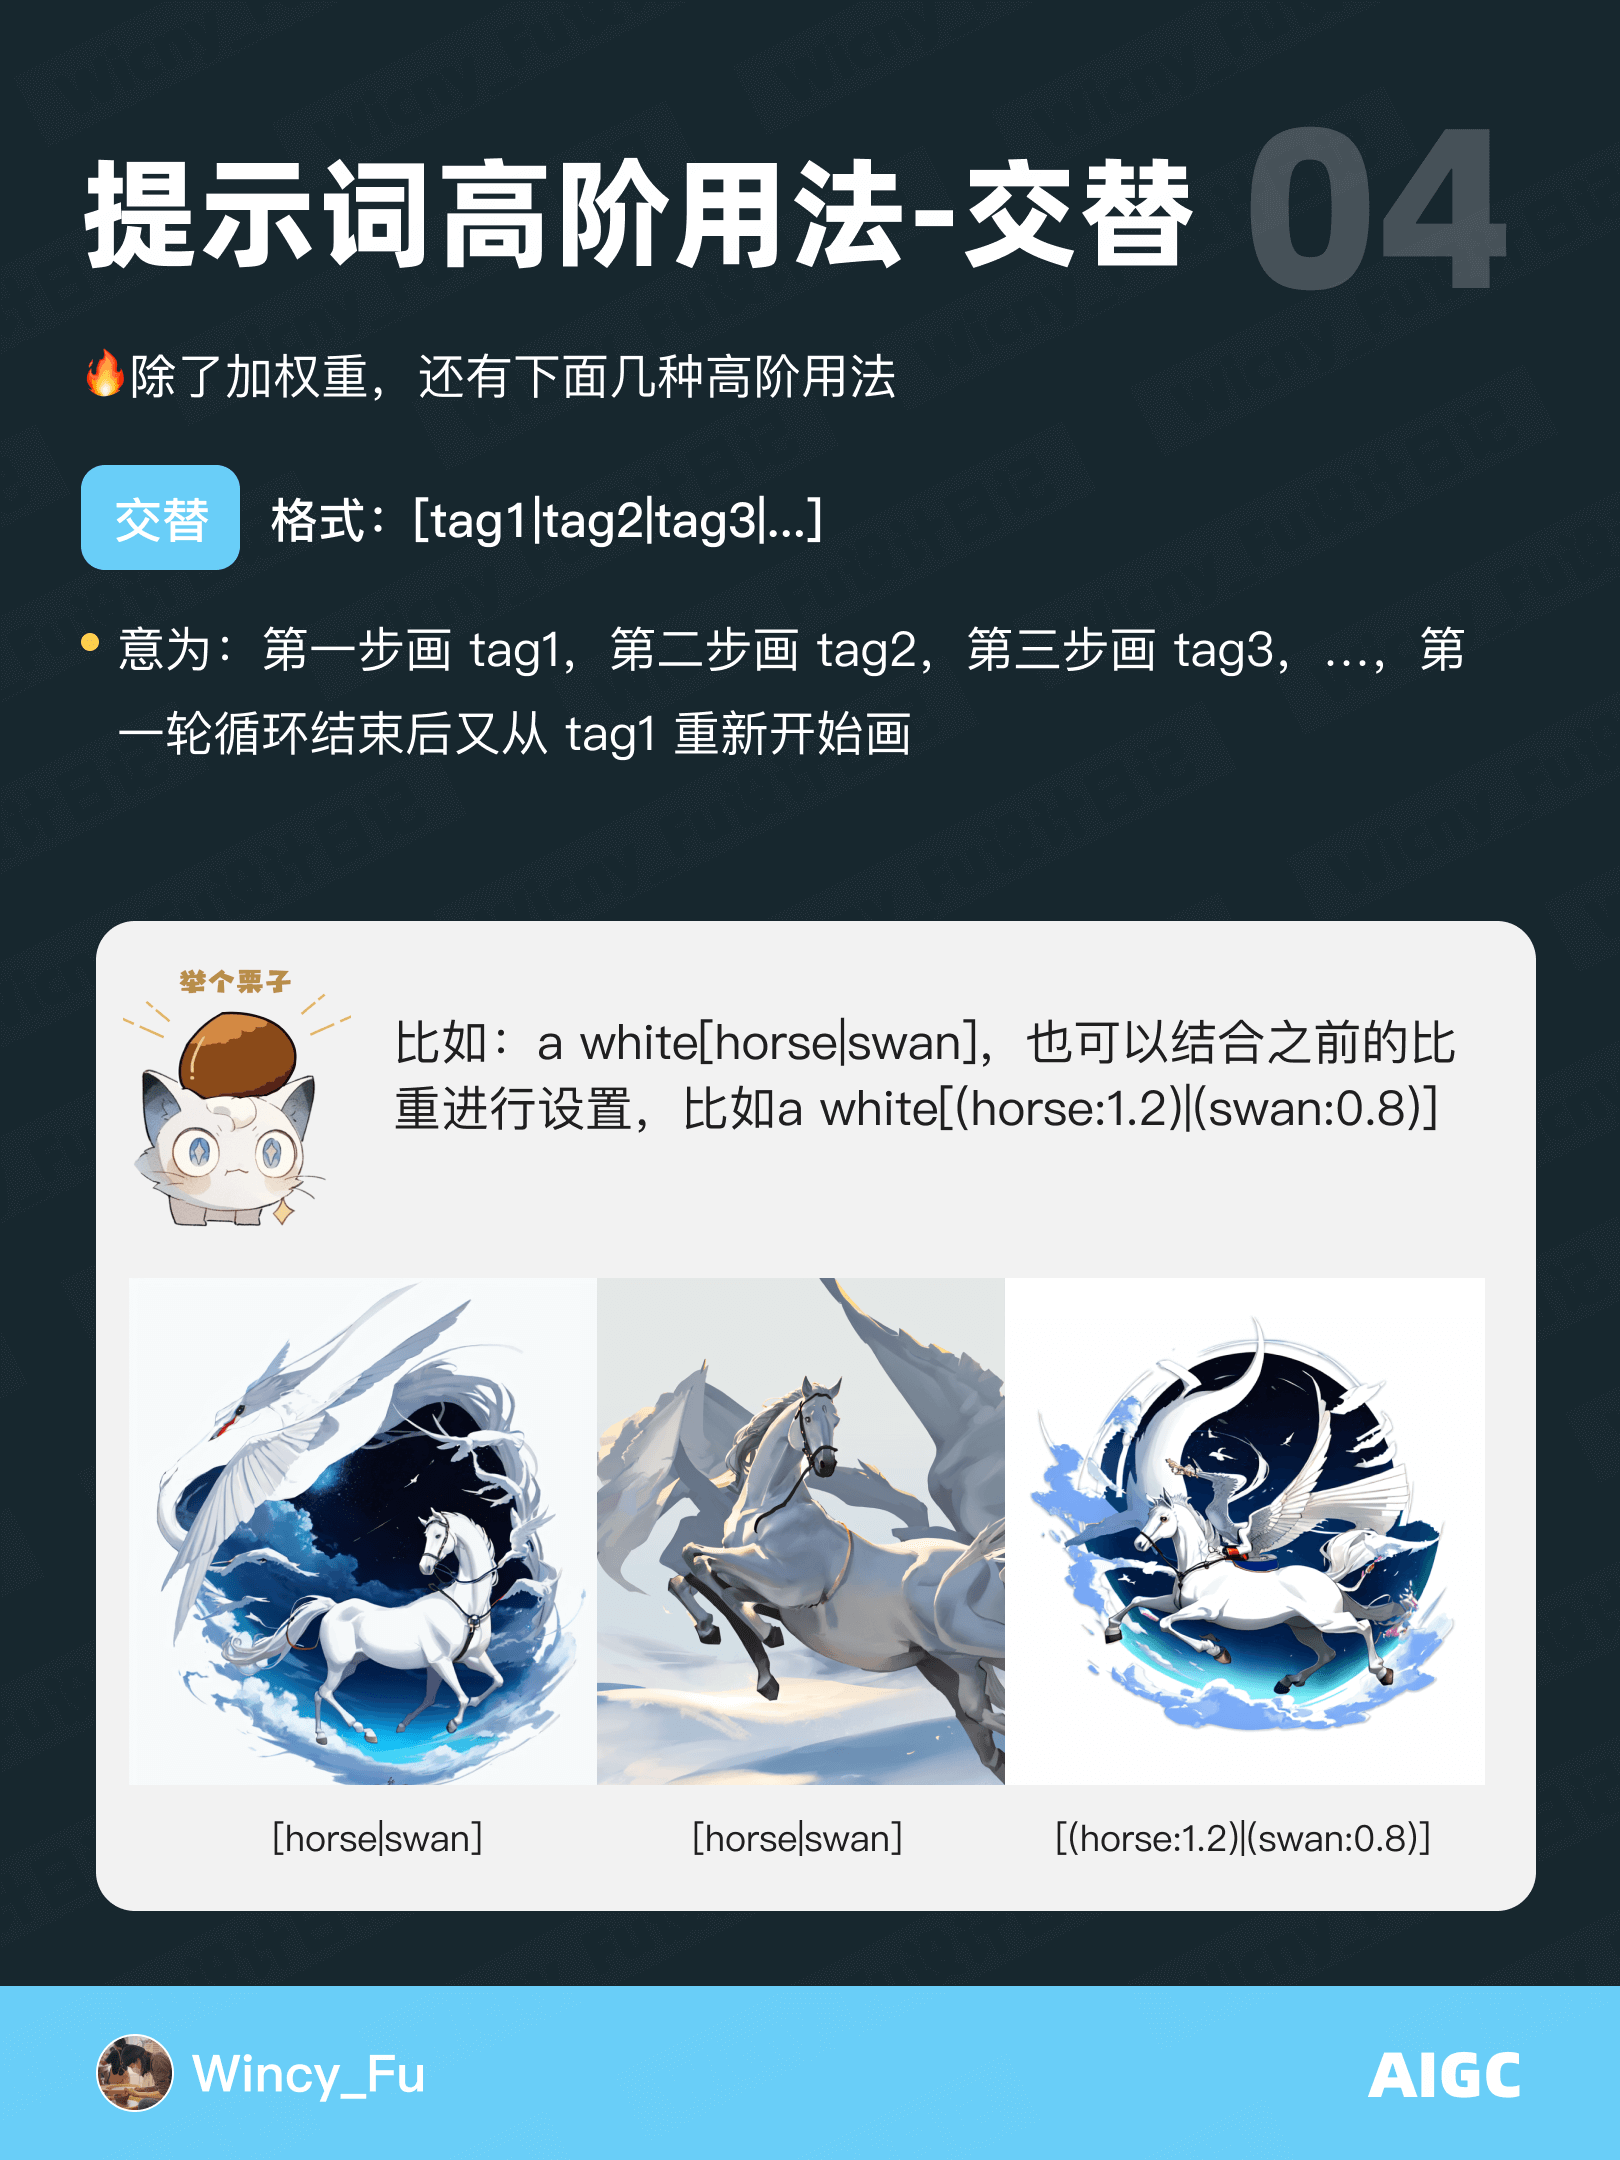 提示词高阶用法-交替
04
🔥除了加权重，还有下面几种高阶用法
交替
格式：[tag1|tag2|tag3|...]
意为：第一步画 tag1，第二步画 tag2，第三步画 tag3，...，第
一轮循环结束后又从 tag1 重新开始画
举个栗子
比如：a white[horse|swan]，也可以结合之前的比
重进行设置，比如a white[(horse:1.2)|(swan:0.8)]
[horse|swan]
[horse|swan]
[(horse:1.2)|(swan:0.8)]
Wincy_Fu
AIGC